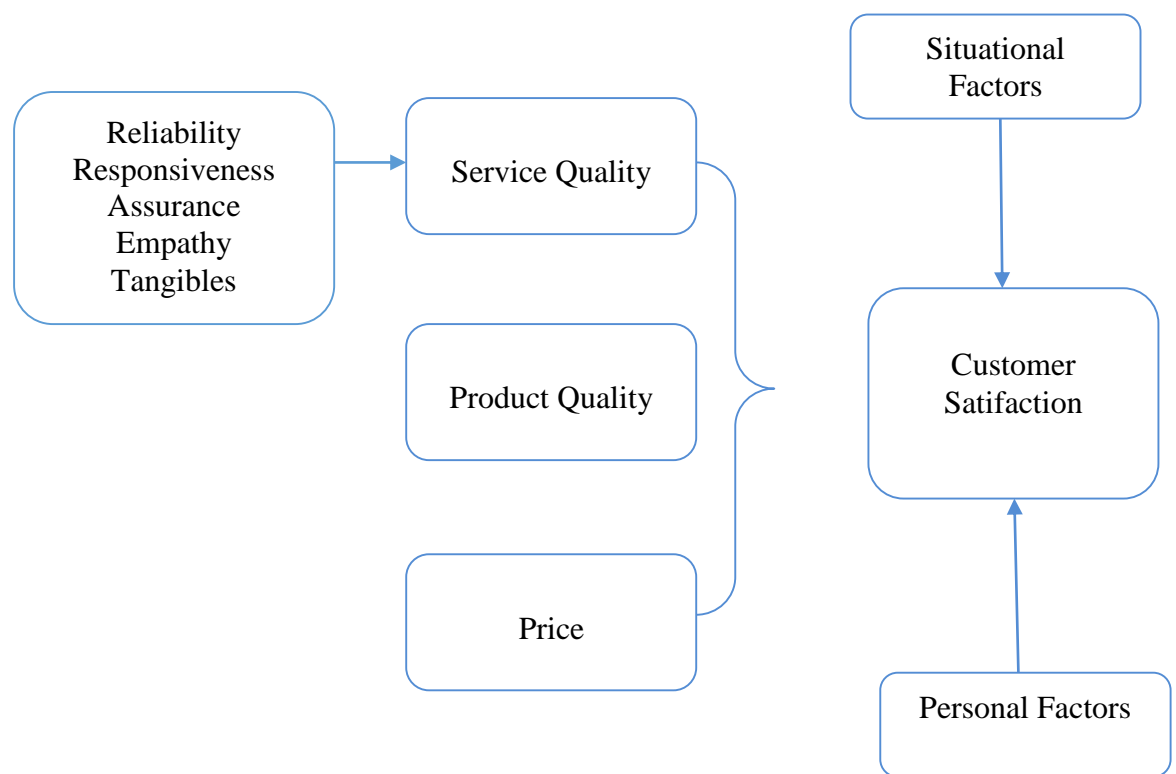 Situational
Factors
Reliability
Responsiveness
Assurance
Empathy
Tangibles
Service Quality
Product Quality
Customer
Satifaction
Price
Personal Factors